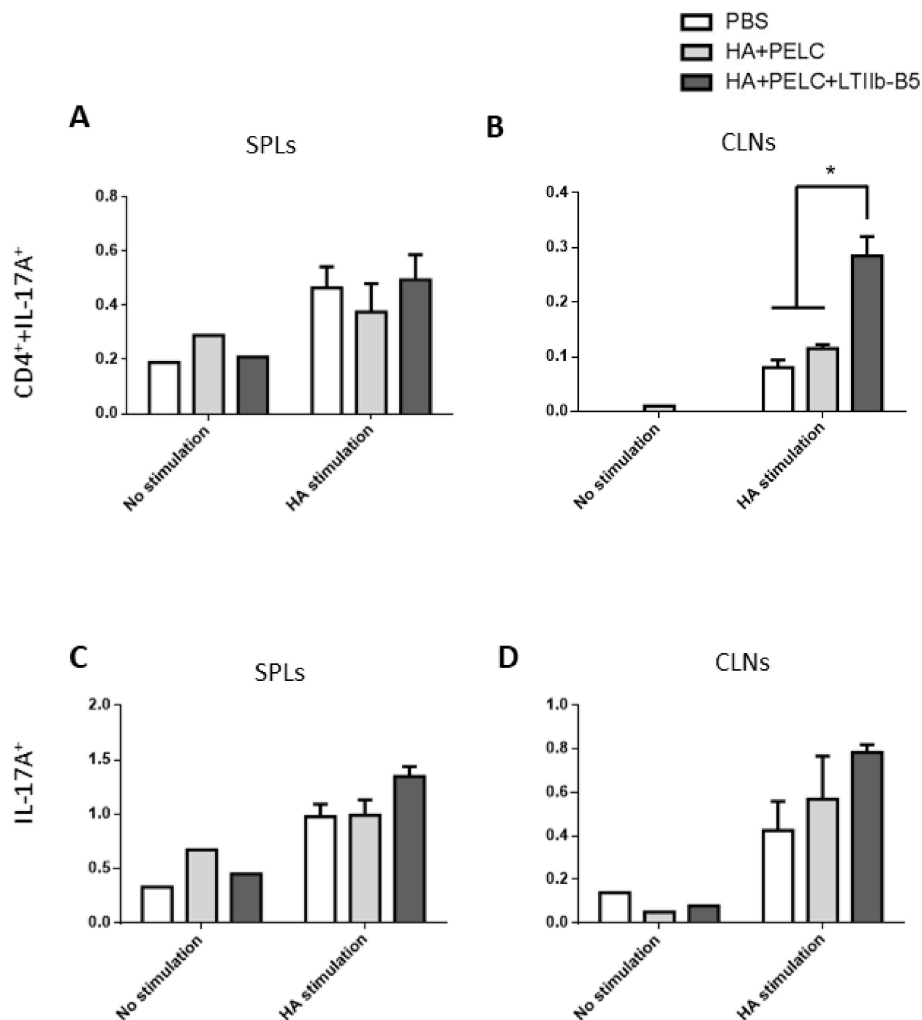 PBS
HA+PELC
HA+PELC+LTIIb-B5
A
SPLs
CD4⁺+IL-17A⁺
0.8
0.6
0.4
0.2
0.0
No stimulation
HA stimulation
B
CLNs
0.4
0.3
0.2
0.1
0.0
*
No stimulation
HA stimulation
C
SPLs
IL-17A⁺
2.0
1.5
1.0
0.5
0.0
No stimulation
HA stimulation
D
CLNs
1.0
0.8
0.6
0.4
0.2
0.0
No stimulation
HA stimulation